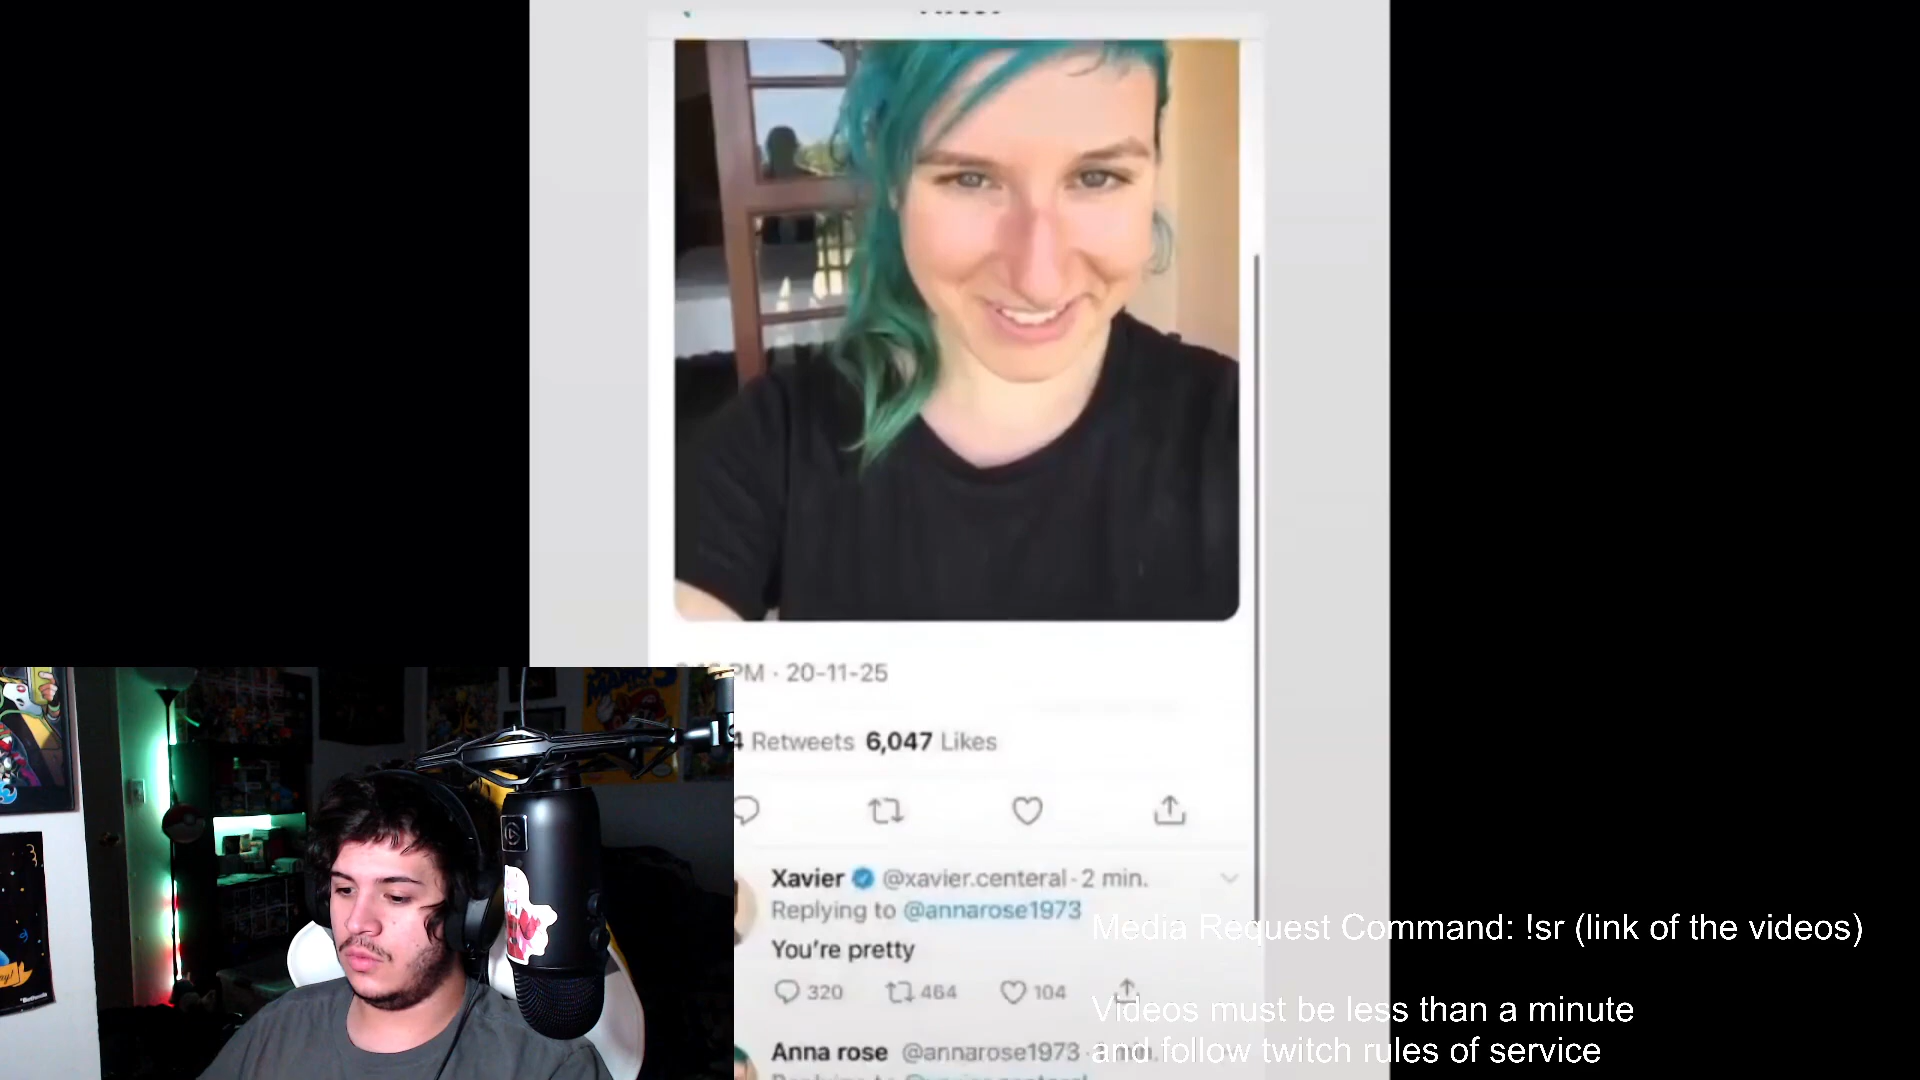 PM · 20-11-25
4 Retweets 6,047 Likes
Xavier @xavier.centeral · 2 min.
Replying to @annarose1973
You're pretty
320 464 104
Anna rose @annarose1973
Media Request Command: !sr (link of the videos)
Videos must be less than a minute
and follow twitch rules of service